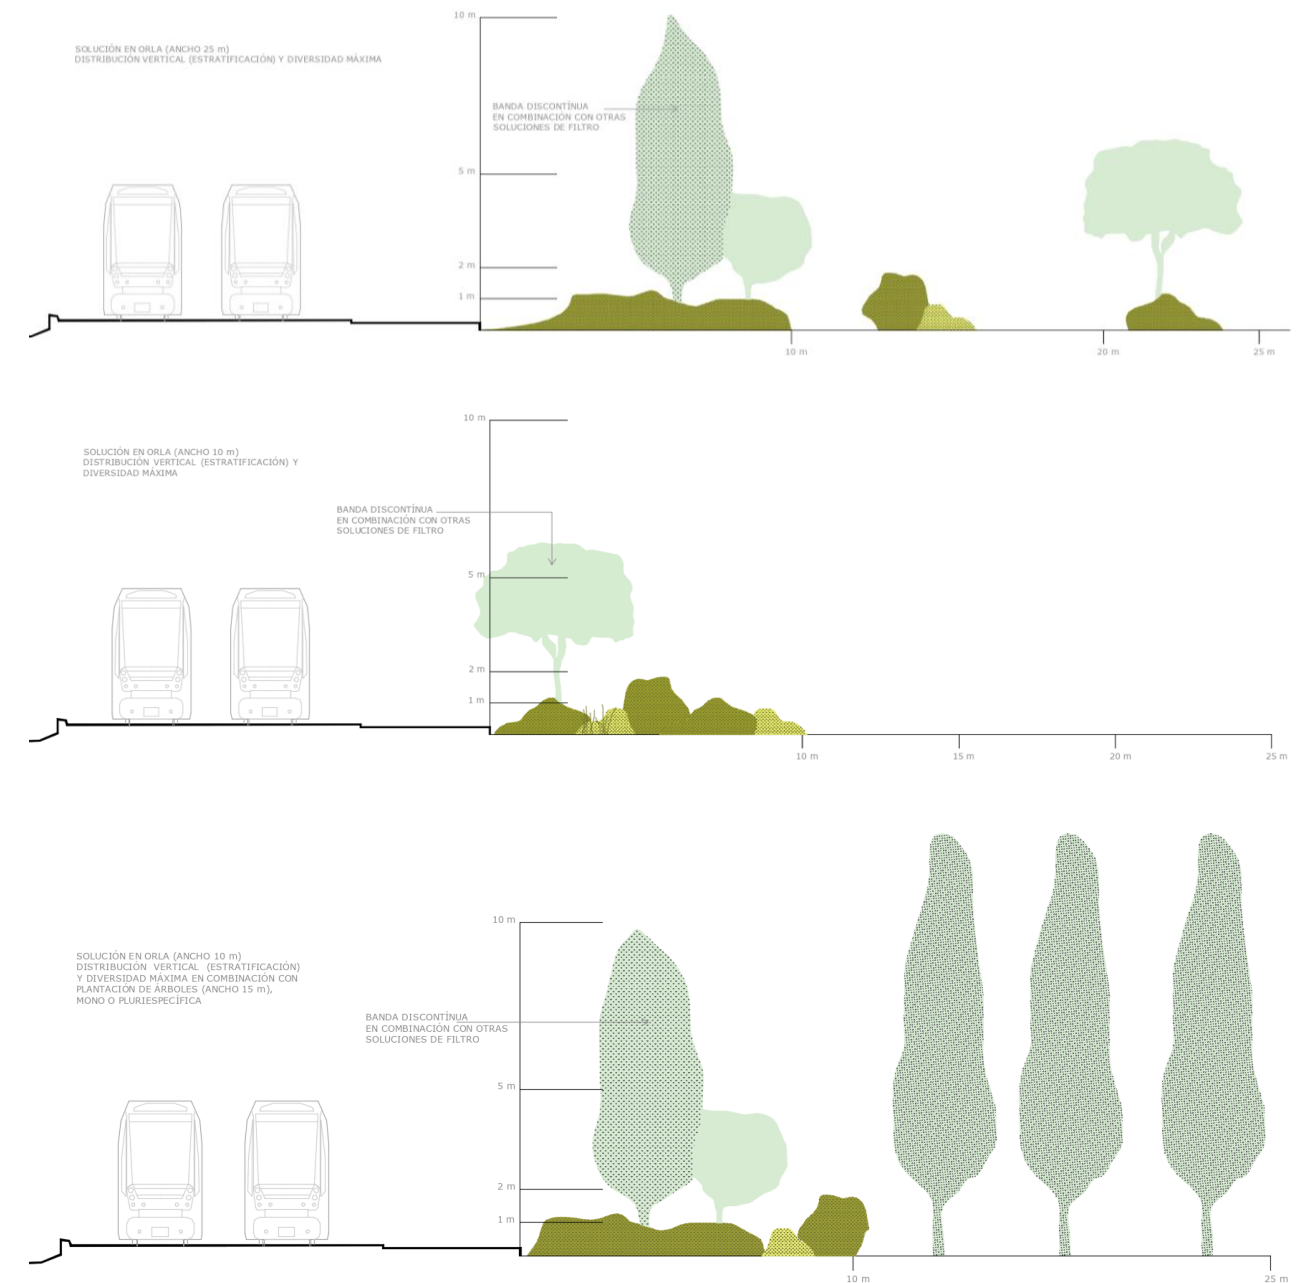 10 m
SOLUCIÓN EN ORLA (ANCHO 25 m)
DISTRIBUCIÓN VERTICAL (ESTRATIFICACIÓN) Y DIVERSIDAD MÁXIMA
BANDA DISCONTÍNUA
EN COMBINACIÓN CON OTRAS
SOLUCIONES DE FILTRO
5 m
2 m
1 m
10 m
20 m
25 m
10 m
SOLUCIÓN EN ORLA (ANCHO 10 m)
DISTRIBUCIÓN VERTICAL (ESTRATIFICACIÓN) Y
DIVERSIDAD MÁXIMA
BANDA DISCONTÍNUA
EN COMBINACIÓN CON OTRAS
SOLUCIONES DE FILTRO
5 m
2 m
1 m
10 m
15 m
20 m
25 m
10 m
SOLUCIÓN EN ORLA (ANCHO 10 m)
DISTRIBUCIÓN VERTICAL (ESTRATIFICACIÓN)
Y DIVERSIDAD MÁXIMA EN COMBINACIÓN CON
PLANTACIÓN DE ÁRBOLES (ANCHO 15 m),
MONO O PLURIESPECÍFICA
BANDA DISCONTÍNUA
EN COMBINACIÓN CON OTRAS
SOLUCIONES DE FILTRO
5 m
2 m
1 m
10 m
25 m